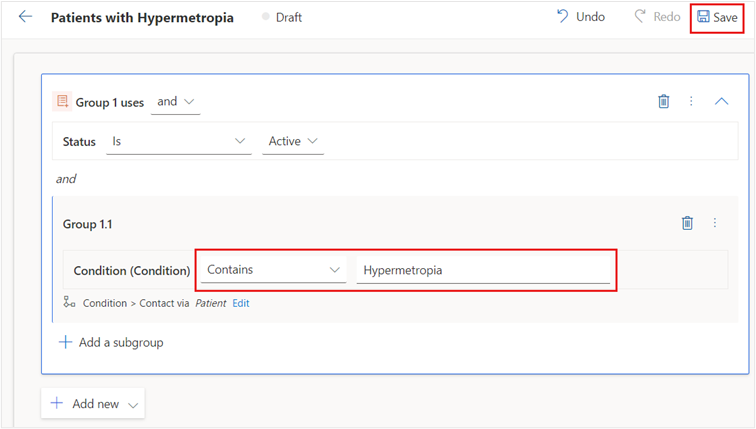 Patients with Hypermetropia Draft Undo Redo Save
Group 1 uses and
Status Is Active
and
Group 1.1
Condition (Condition) Contains Hypermetropia
Condition > Contact via Patient Edit
Add a subgroup
Add new